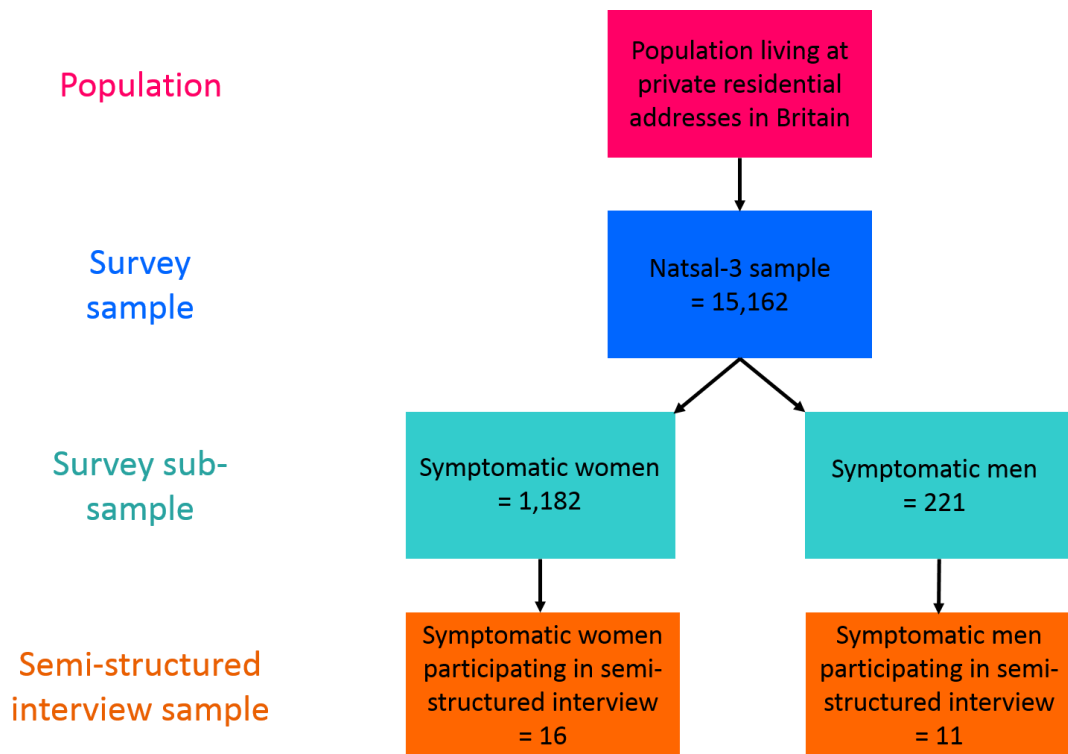 Population
Population living at
private residential
addresses in Britain
Survey
sample
Natsal-3 sample
= 15,162
Survey sub-
sample
Symptomatic women
= 1,182
Symptomatic men
= 221
Semi-structured
interview sample
Symptomatic women
participating in semi-
structured interview
= 16
Symptomatic men
participating in semi-
structured interview
= 11